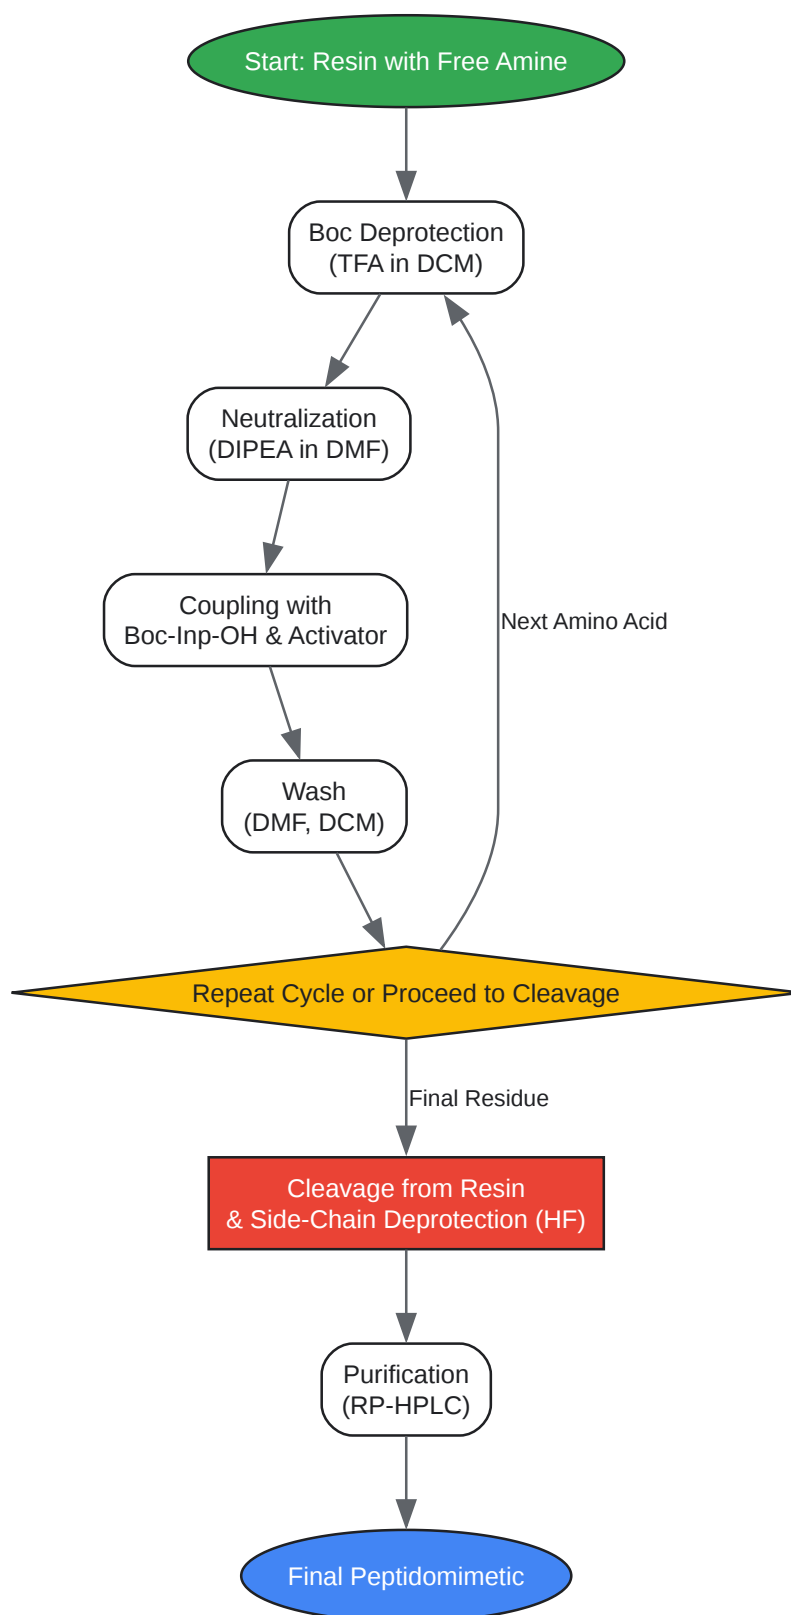 Start: Resin with Free Amine
Boc Deprotection
(TFA in DCM)
Neutralization
(DIPEA in DMF)
Coupling with
Boc-Inp-OH & Activator
Next Amino Acid
Wash
(DMF, DCM)
Repeat Cycle or Proceed to Cleavage
Final Residue
Cleavage from Resin
& Side-Chain Deprotection (HF)
Purification
(RP-HPLC)
Final Peptidomimetic